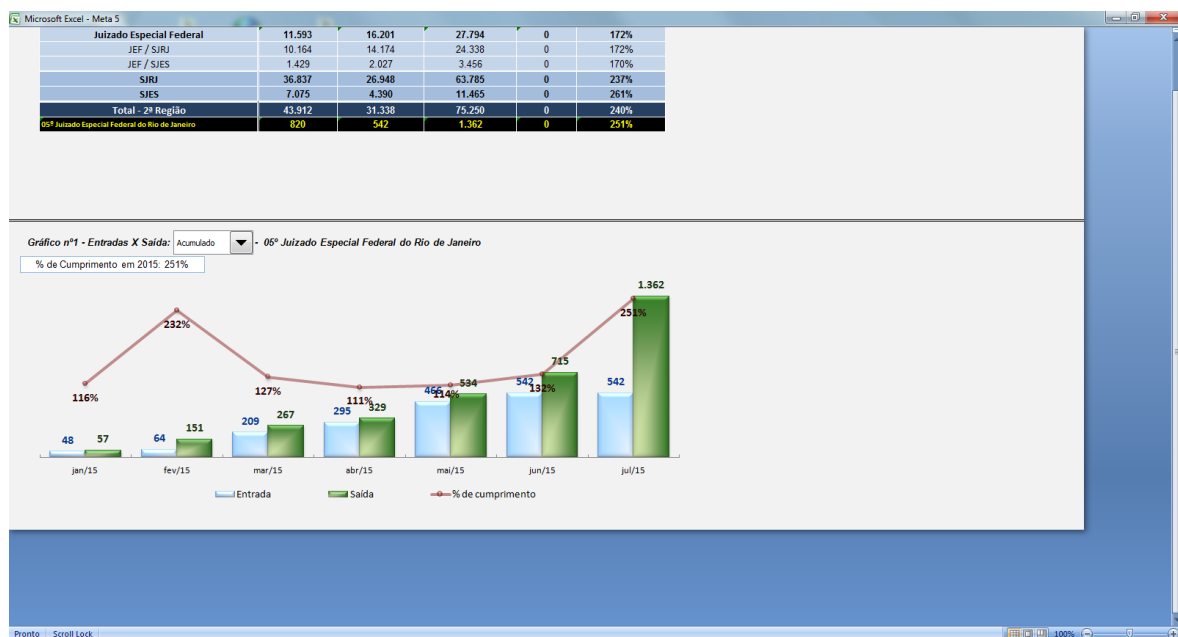 Microsoft Excel - Meta 5
Juizado Especial Federal 11.593 16.201 27.794 0 172%
JEF / SJRJ 10.164 14.174 24.338 0 172%
JEF / SJES 1.429 2.027 3.456 0 170%
SJRJ 36.837 26.948 63.785 0 237%
SJES 7.075 4.390 11.465 0 261%
Total - 2ª Região 43.912 31.338 75.250 0 240%
05º Juizado Especial Federal do Rio de Janeiro 820 542 1.362 0 251%
Gráfico nº1 - Entradas X Saída: Acumulado - 05º Juizado Especial Federal do Rio de Janeiro
% de Cumprimento em 2015: 251%
1.362
232% 251%
715
116% 127% 111% 466 114% 534 542 132% 542
48 57 64 151 209 267 295 329
jan/15 fev/15 mar/15 abr/15 mai/15 jun/15 jul/15
Entrada Saída % de cumprimento
Pronto Scroll Lock 100%